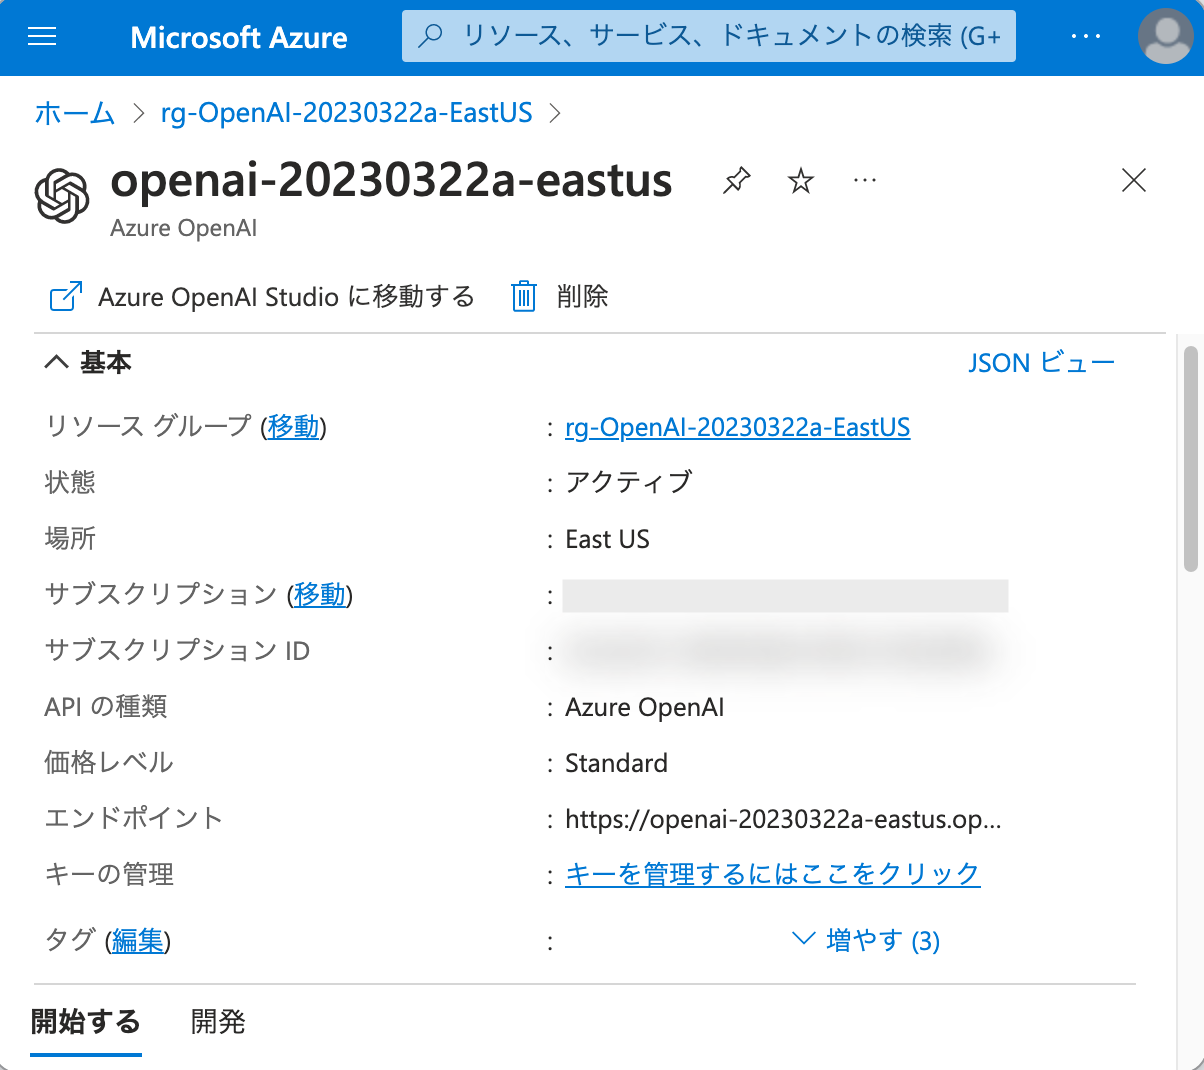 Microsoft Azure
リソース、サービス、ドキュメントの検索 (G+
ホーム > rg-OpenAI-20230322a-EastUS >
openai-20230322a-eastus
Azure OpenAI
Azure OpenAI Studio に移動する 削除
基本 JSON ビュー
リソース グループ (移動) : rg-OpenAI-20230322a-EastUS
状態 : アクティブ
場所 : East US
サブスクリプション (移動) :
サブスクリプション ID :
API の種類 : Azure OpenAI
価格レベル : Standard
エンドポイント : https://openai-20230322a-eastus.op...
キーの管理 : キーを管理するにはここをクリック
タグ (編集) : 増やす (3)
開始する 開発